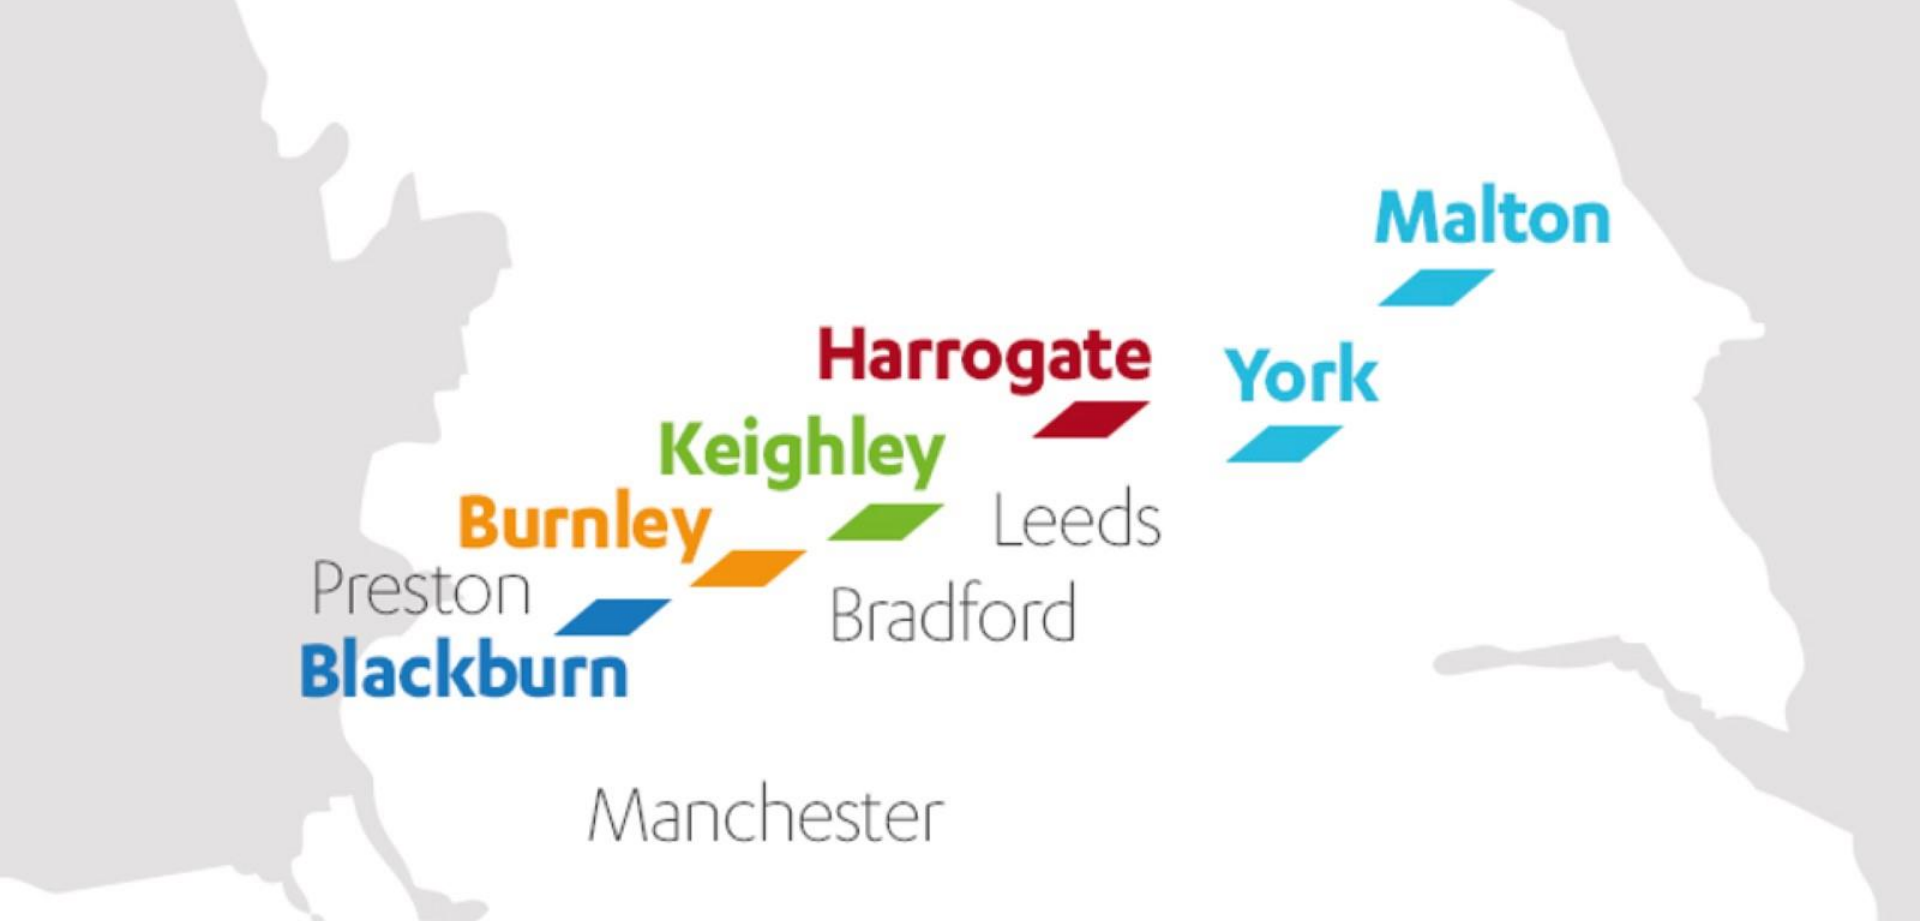 Malton
Harrogate
York
Keighley
Burnley
Leeds
Preston
Bradford
Blackburn
Manchester